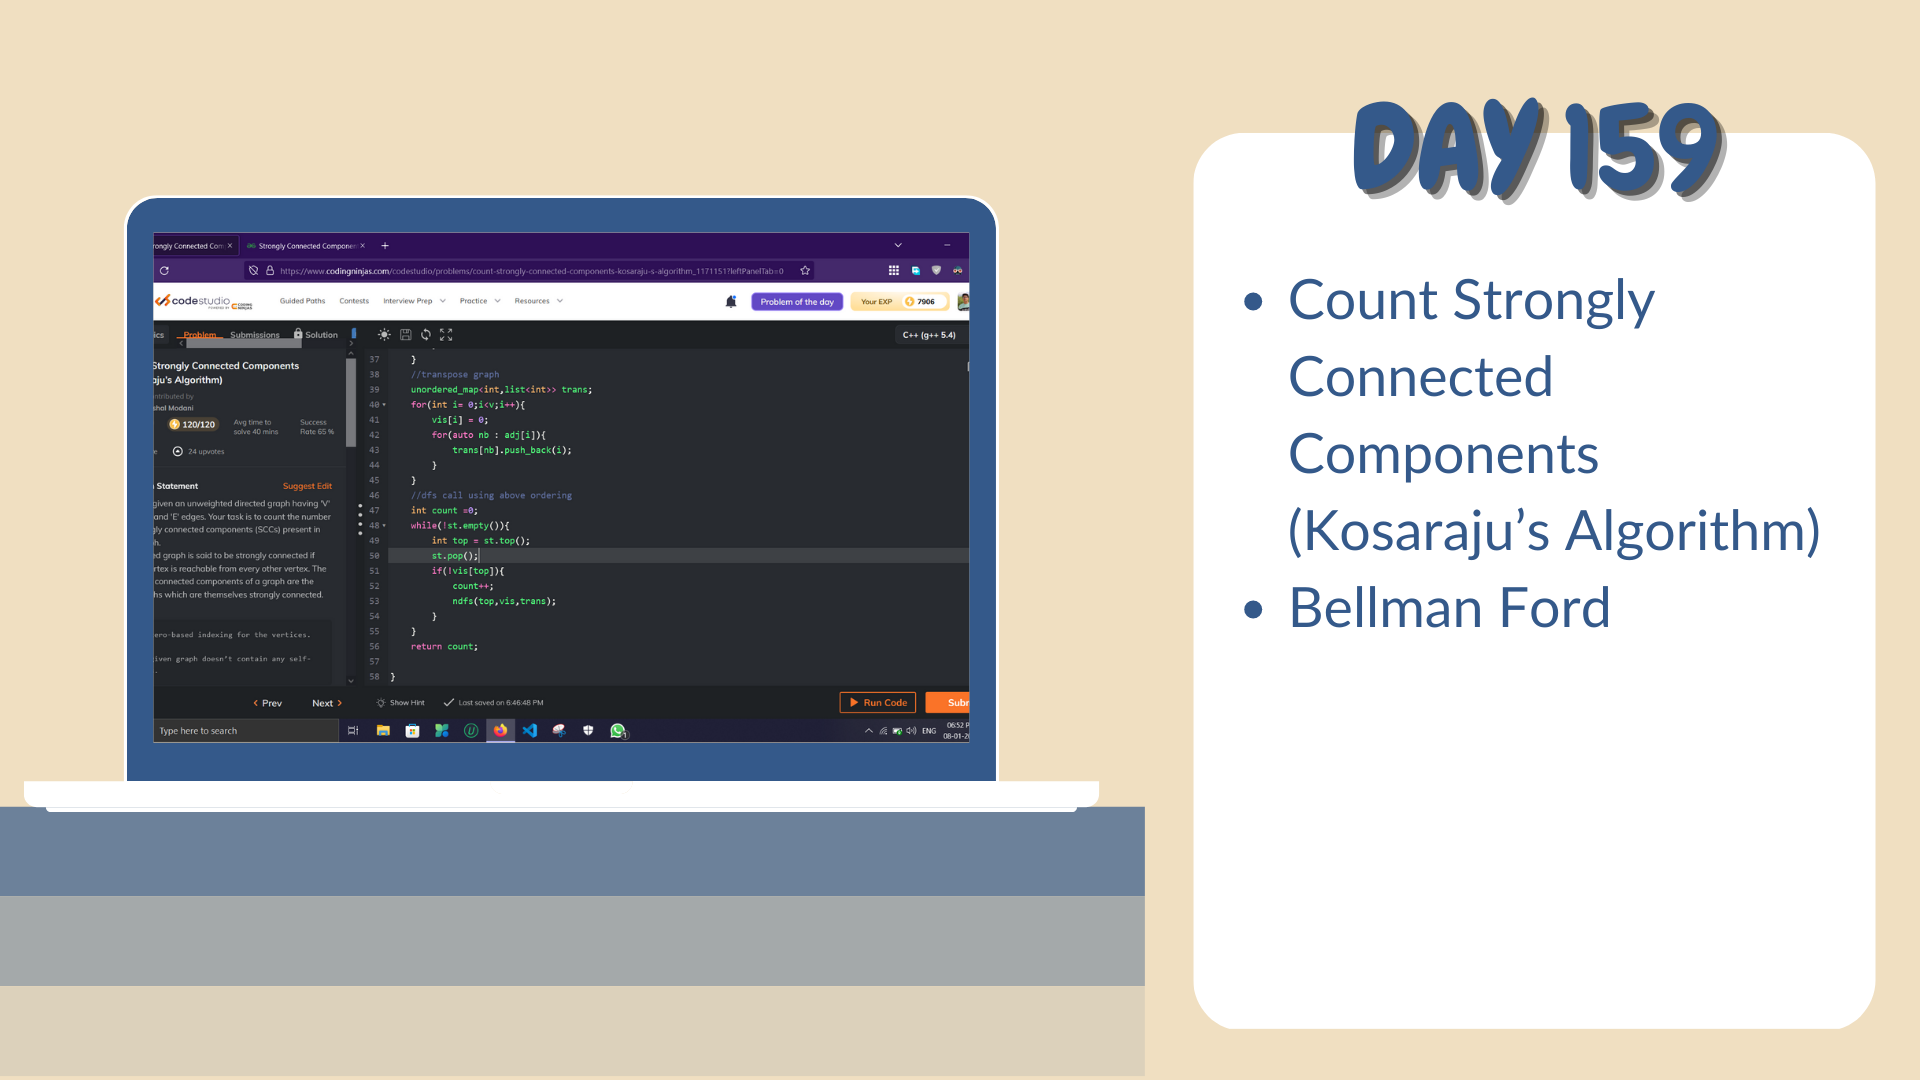 rongly Connected Com ×
Strongly Connected Componen ×
https://www.codingninjas.com/codestudio/problems/count-strongly-connected-components-kosaraju-s-algorithm_1171151?leftPanelTab=0
codestudio
POWERED BY CODING NINJAS
Guided Paths Contests Interview Prep Practice Resources
Problem of the day
Your EXP 7906
ics Problem Submissions Solution
C++ (g++ 5.4)
Strongly Connected Components
aju's Algorithm)
ntributed by
shal Modani
120/120
Avg time to
solve 40 mins
Success
Rate 65 %
e 24 upvotes
Statement
Suggest Edit
given an unweighted directed graph having 'V'
and 'E' edges. Your task is to count the number
gly connected components (SCCs) present in
h.
ed graph is said to be strongly connected if
rtex is reachable from every other vertex. The
connected components of a graph are the
hs which are themselves strongly connected.
ero-based indexing for the vertices.
iven graph doesn't contain any self-
Prev Next
37 }
38 //transpose graph
39 unordered_map<int,list<int>> trans;
40 for(int i= 0;i<v;i++){
41 vis[i] = 0;
42 for(auto nb : adj[i]){
43 trans[nb].push_back(i);
44 }
45 }
46 //dfs call using above ordering
47 int count =0;
48 while(!st.empty()){
49 int top = st.top();
50 st.pop();
51 if(!vis[top]){
52 count++;
53 ndfs(top,vis,trans);
54 }
55 }
56 return count;
57
58 }
Show Hint
Last saved on 6:46:48 PM
Run Code
Subr
Type here to search
ENG
06:52 P
08-01-2
DAY 159
• Count Strongly
Connected
Components
(Kosaraju’s Algorithm)
• Bellman Ford